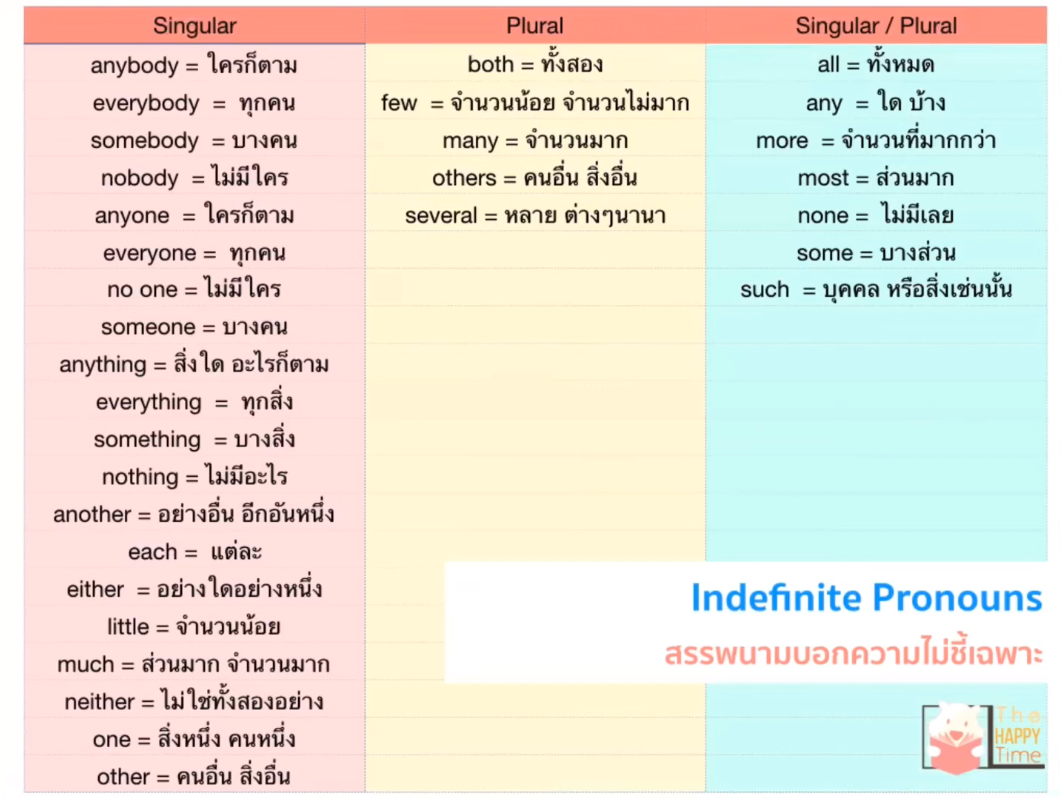 Singular
anybody = ใครก็ตาม
everybody = ทุกคน
somebody = บางคน
nobody = ไม่มีใคร
anyone = ใครก็ตาม
everyone = ทุกคน
no one = ไม่มีใคร
someone = บางคน
anything = สิ่งใด อะไรก็ตาม
everything = ทุกสิ่ง
something = บางสิ่ง
nothing = ไม่มีอะไร
another = อย่างอื่น อีกอันหนึ่ง
each = แต่ละ
either = อย่างใดอย่างหนึ่ง
little = จำนวนน้อย
much = ส่วนมาก จำนวนมาก
neither = ไม่ใช่ทั้งสองอย่าง
one = สิ่งหนึ่ง คนหนึ่ง
other = คนอื่น สิ่งอื่น
Plural
both = ทั้งสอง
few = จำนวนน้อย จำนวนไม่มาก
many = จำนวนมาก
others = คนอื่น สิ่งอื่น
several = หลาย ต่างๆนานา
Singular / Plural
all = ทั้งหมด
any = ใด บ้าง
more = จำนวนที่มากกว่า
most = ส่วนมาก
none = ไม่มีเลย
some = บางส่วน
such = บุคคล หรือสิ่งเช่นนั้น
Indefinite Pronouns
สรรพนามบอกความไม่ชี้เฉพาะ
The
HAPPY
Time